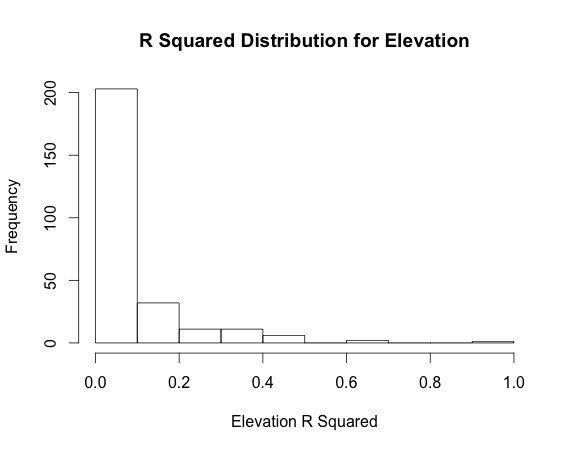 R Squared Distribution for Elevation
200
150
100
50
0
Frequency
0.0 0.2 0.4 0.6 0.8 1.0
Elevation R Squared